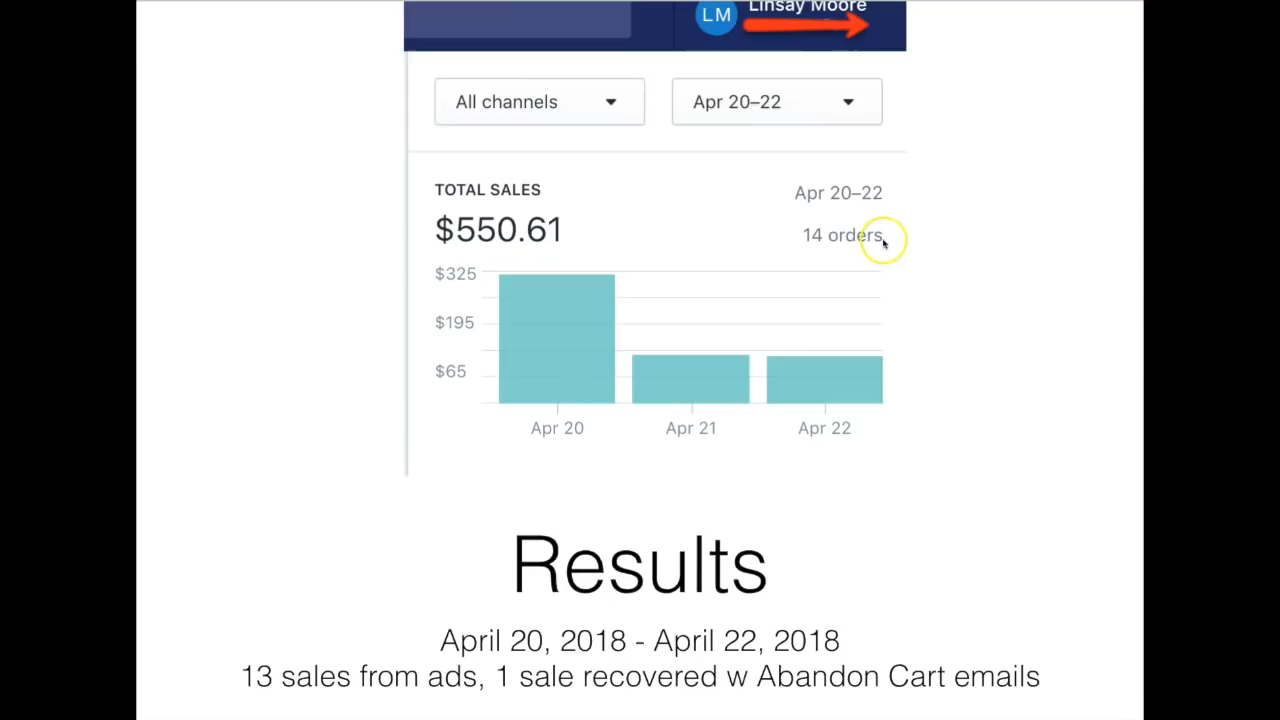 LM
Linsay Moore
All channels
Apr 20–22
TOTAL SALES
Apr 20–22
$550.61
14 orders
$325
$195
$65
Apr 20
Apr 21
Apr 22
Results
April 20, 2018 - April 22, 2018
13 sales from ads, 1 sale recovered w Abandon Cart emails